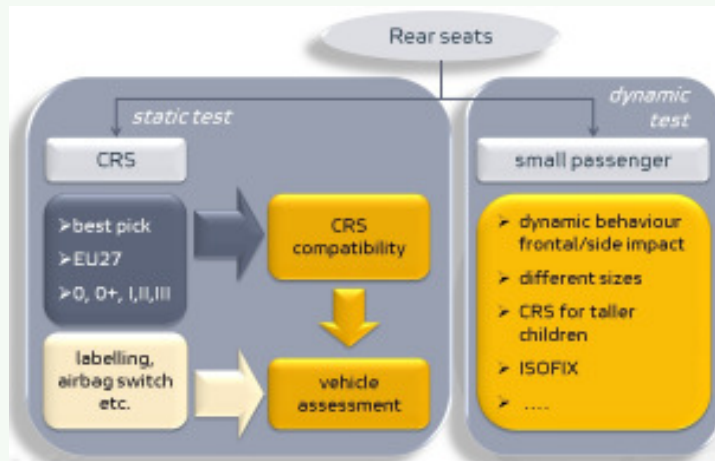 Rear seats
static test
dynamic
test
CRS
small passenger
➢best pick
➢EU27
➢0, 0+, I,II,III
CRS
compatibility
➢ dynamic behaviour
frontal/side impact
➢ different sizes
➢ CRS for taller
children
➢ ISOFIX
➢ ....
labelling,
airbag switch
etc.
vehicle
assessment